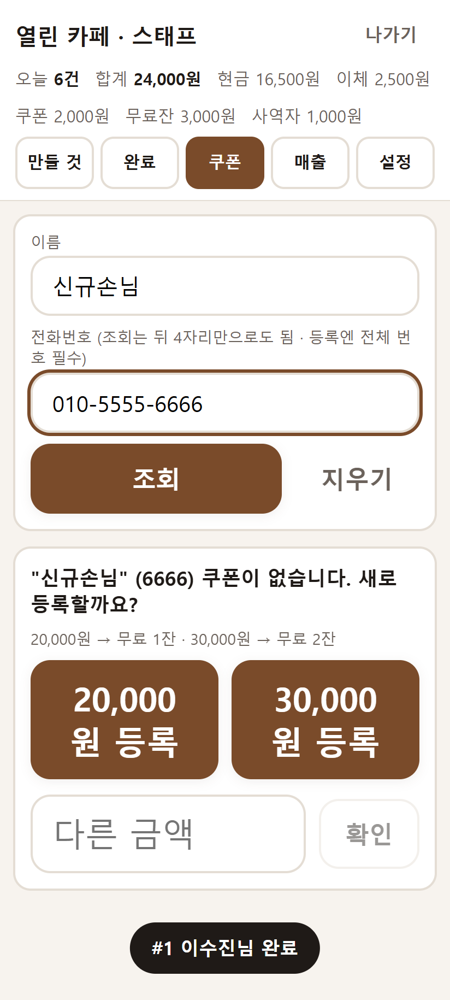 열린 카페 · 스태프
나가기
오늘 6건 합계 24,000원 현금 16,500원 이체 2,500원
쿠폰 2,000원 무료잔 3,000원 사역자 1,000원
만들 것 완료 쿠폰 매출 설정
이름
신규손님
전화번호 (조회는 뒤 4자리만으로도 됨 · 등록엔 전체 번
호 필수)
010-5555-6666
조회 지우기
"신규손님" (6666) 쿠폰이 없습니다. 새로
등록할까요?
20,000원 → 무료 1잔 · 30,000원 → 무료 2잔
20,000
원 등록
30,000
원 등록
다른 금액
확인
#1 이수진님 완료